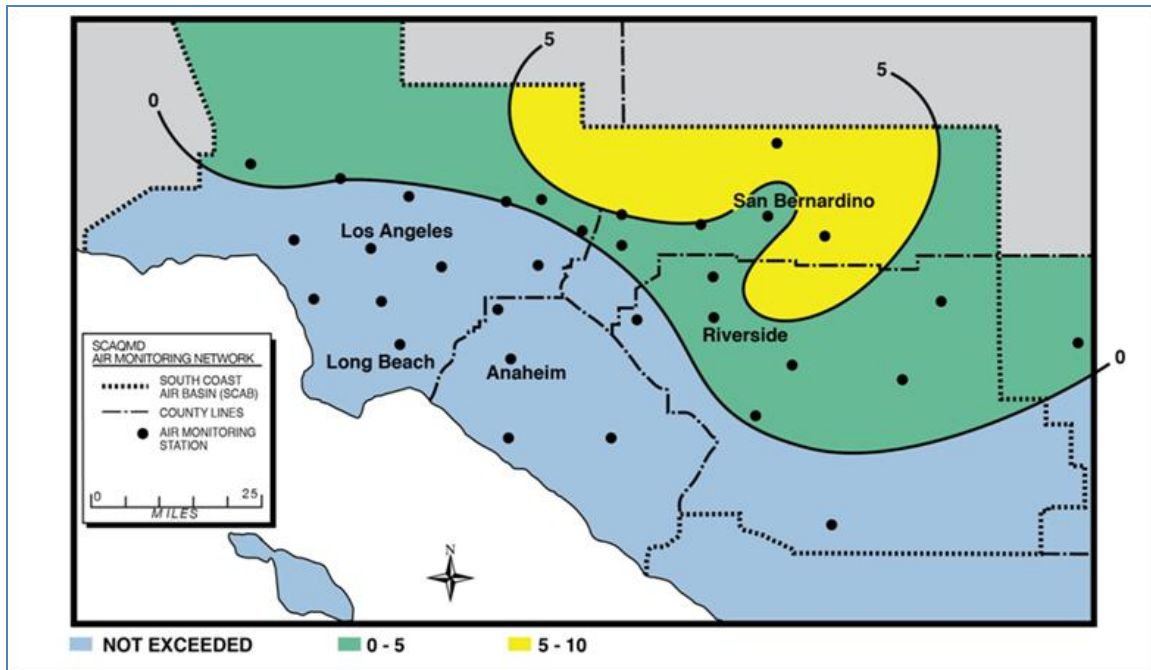 5
5
0
San Bernardino
Los Angeles
Riverside
SCAQMD
AIR MONITORING NETWORK
SOUTH COAST
AIR BASIN (SCAB)
COUNTY LINES
AIR MONITORING
STATION
0 25
MILES
Long Beach
Anaheim
0
N
NOT EXCEEDED 0 - 5 5 - 10